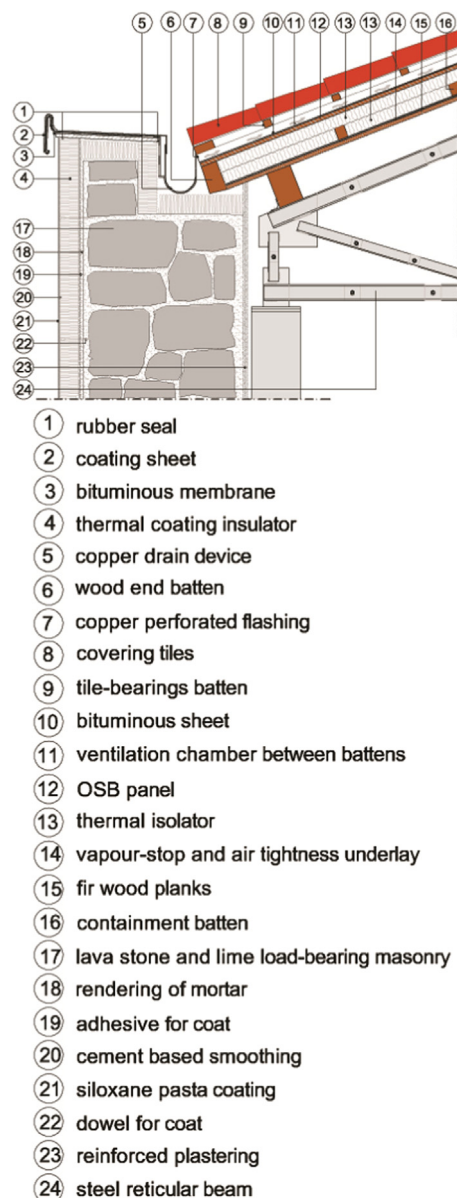 5 6 7 8 9 10 11 12 13 13 14 15 16
1
2
3
4
17
18
19
20
21
22
23
24
1 rubber seal
2 coating sheet
3 bituminous membrane
4 thermal coating insulator
5 copper drain device
6 wood end batten
7 copper perforated flashing
8 covering tiles
9 tile-bearings batten
10 bituminous sheet
11 ventilation chamber between battens
12 OSB panel
13 thermal isolator
14 vapour-stop and air tightness underlay
15 fir wood planks
16 containment batten
17 lava stone and lime load-bearing masonry
18 rendering of mortar
19 adhesive for coat
20 cement based smoothing
21 siloxane pasta coating
22 dowel for coat
23 reinforced plastering
24 steel reticular beam